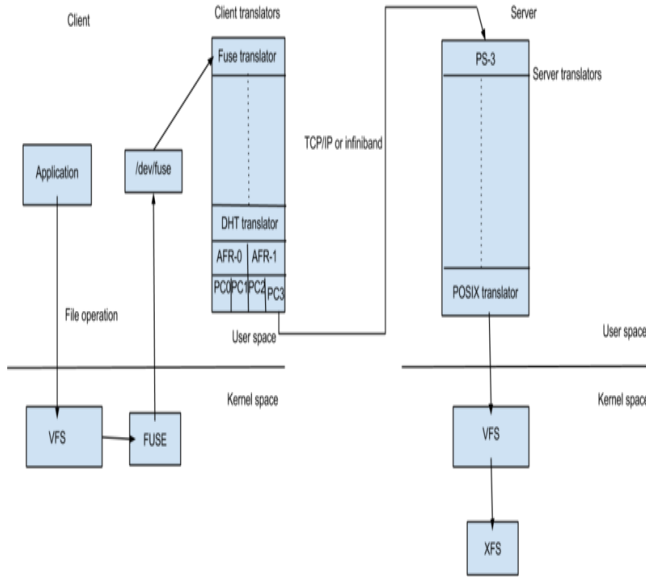 Client
Client translators
Server
Fuse translator
PS-3
Server translators
Application
/dev/fuse
TCP/IP or infiniband
DHT translator
AFR-0
AFR-1
PC0
PC1
PC2
PC3
POSIX translator
File operation
User space
User space
Kernel space
Kernel space
VFS
FUSE
VFS
XFS